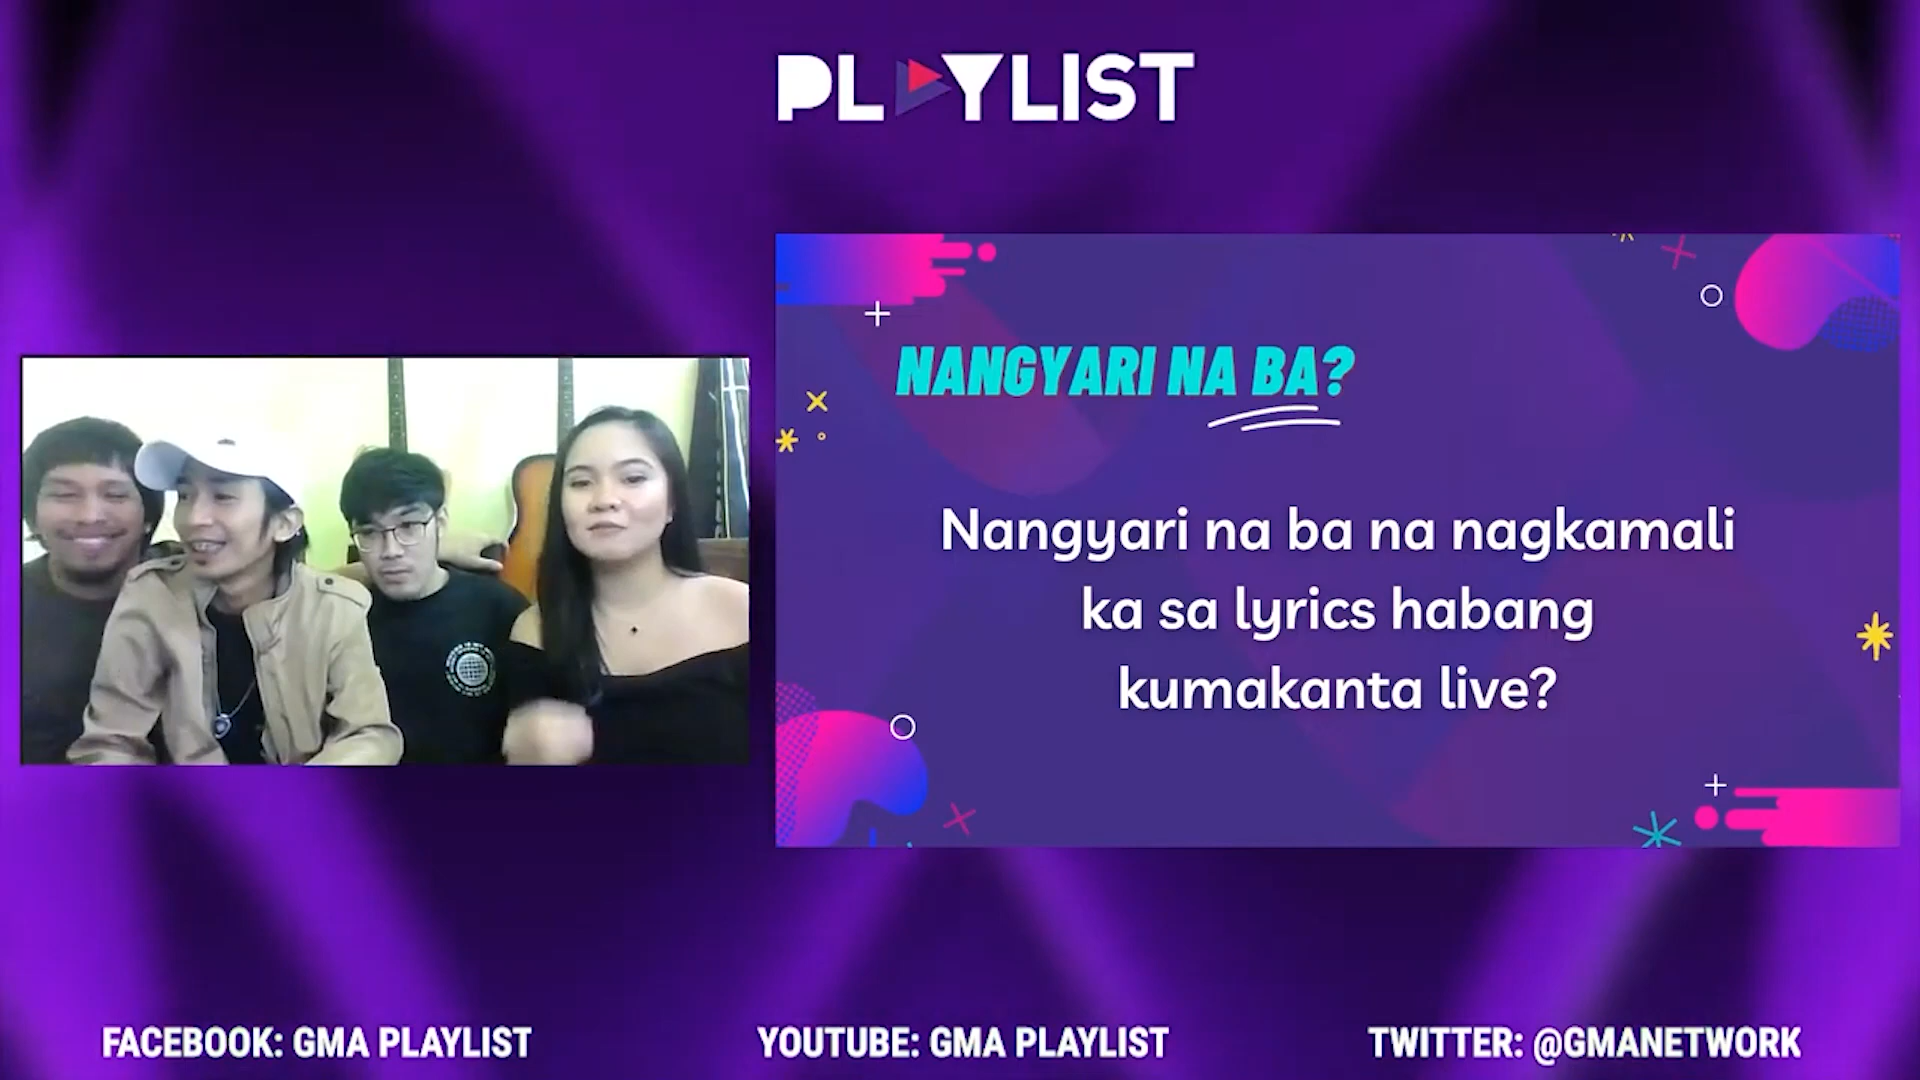 PLAYLIST
NANGYARI NA BA?
Nangyari na ba na nagkamali
ka sa lyrics habang
kumakanta live?
FACEBOOK: GMA PLAYLIST
YOUTUBE: GMA PLAYLIST
TWITTER: @GMANETWORK